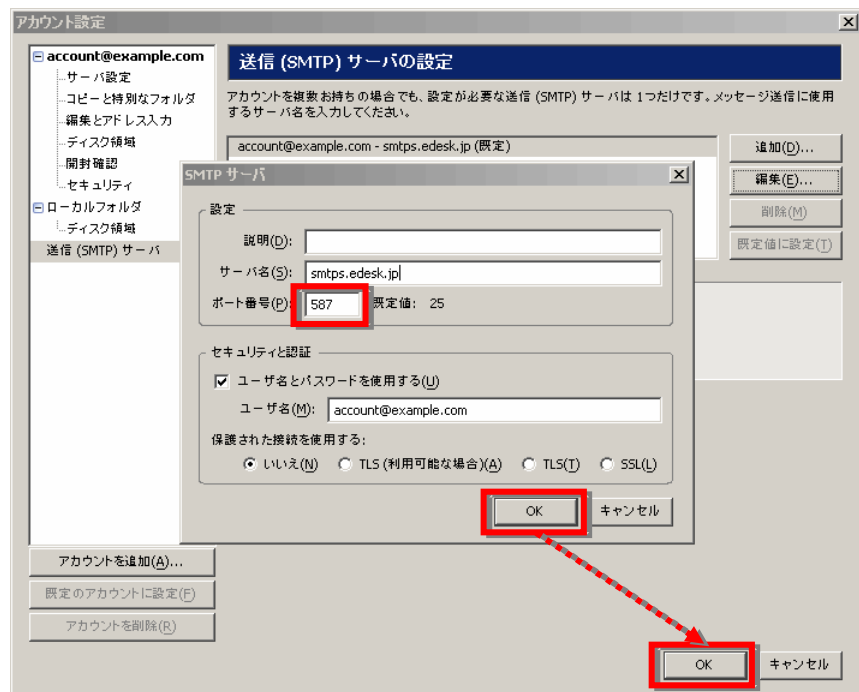 アカウント設定
account@example.com
サーバ設定
コピーと特別なフォルダ
編集とアドレス入力
ディスク領域
開封確認
セキュリティ
ローカルフォルダ
ディスク領域
送信 (SMTP) サーバ
送信 (SMTP) サーバの設定
アカウントを複数お持ちの場合でも、設定が必要な送信 (SMTP) サーバは 1つだけです。メッセージ送信に使用
するサーバ名を入力してください。
account@example.com - smtps.edesk.jp (既定)
追加(D)...
編集(E)...
削除(M)
既定値に設定(T)
SMTP サーバ
設定
説明(D):
サーバ名(S): smtps.edesk.jp
ポート番号(P): 587 既定値: 25
セキュリティと認証
ユーザ名とパスワードを使用する(U)
ユーザ名(M): account@example.com
保護された接続を使用する:
いいえ(N) TLS (利用可能な場合)(A) TLS(T) SSL(L)
OK キャンセル
アカウントを追加(A)...
既定のアカウントに設定(F)
アカウントを削除(R)
OK キャンセル